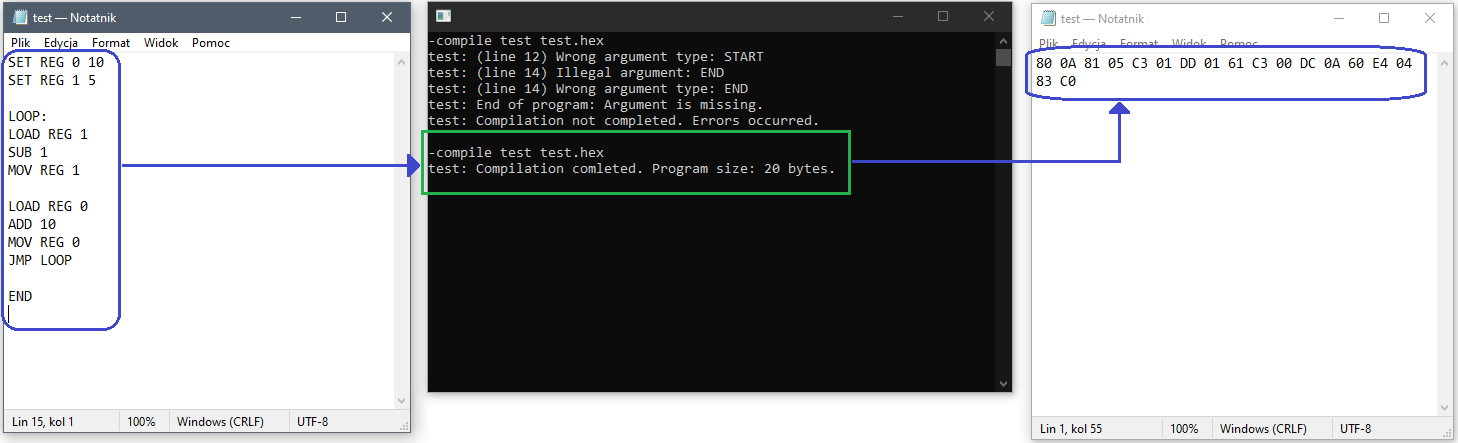 test — Notatnik
Plik Edycja Format Widok Pomoc
SET REG 0 10
SET REG 1 5
LOOP:
LOAD REG 1
SUB 1
MOV REG 1
LOAD REG 0
ADD 10
MOV REG 0
JMP LOOP
END
Lin 15, kol 1 100% Windows (CRLF) UTF-8
-compile test test.hex
test: (line 12) Wrong argument type: START
test: (line 14) Illegal argument: END
test: (line 14) Wrong argument type: END
test: End of program: Argument is missing.
test: Compilation not completed. Errors occurred.
-compile test test.hex
test: Compilation comleted. Program size: 20 bytes.
test — Notatnik
Plik Edycja Format Widok Pomoc
80 0A 81 05 C3 01 DD 01 61 C3 00 DC 0A 60 E4 04
83 C0
Lin 1, kol 55 100% Windows (CRLF) UTF-8